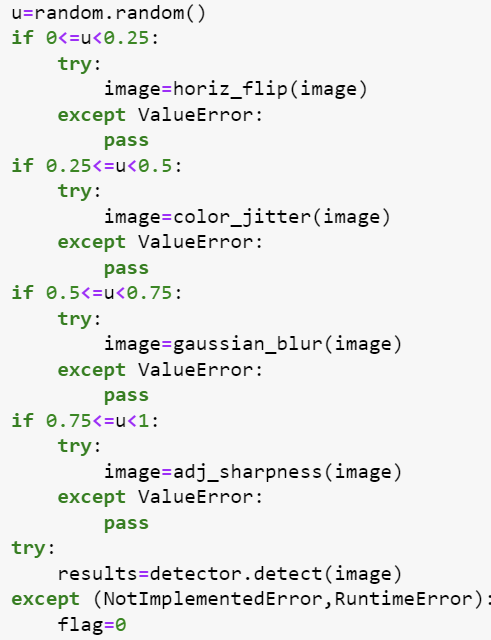 u=random.random()
if 0<=u<0.25:
    try:
        image=horiz_flip(image)
    except ValueError:
        pass
if 0.25<=u<0.5:
    try:
        image=color_jitter(image)
    except ValueError:
        pass
if 0.5<=u<0.75:
    try:
        image=gaussian_blur(image)
    except ValueError:
        pass
if 0.75<=u<1:
    try:
        image=adj_sharpness(image)
    except ValueError:
        pass
try:
    results=detector.detect(image)
except (NotImplementedError,RuntimeError):
    flag=0